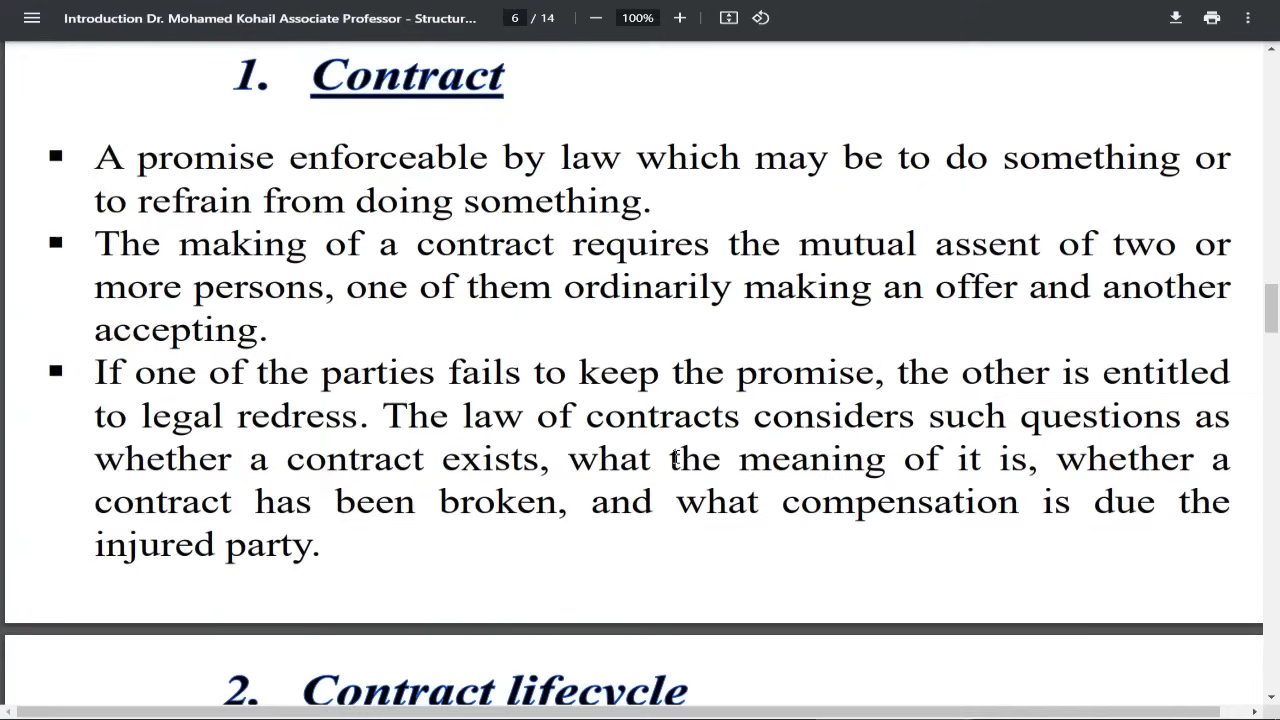 Introduction Dr. Mohamed Kohail Associate Professor - Structur...
6 / 14
100%
1. Contract
▪ A promise enforceable by law which may be to do something or
to refrain from doing something.
▪ The making of a contract requires the mutual assent of two or
more persons, one of them ordinarily making an offer and another
accepting.
▪ If one of the parties fails to keep the promise, the other is entitled
to legal redress. The law of contracts considers such questions as
whether a contract exists, what the meaning of it is, whether a
contract has been broken, and what compensation is due the
injured party.
2. Contract lifecycle